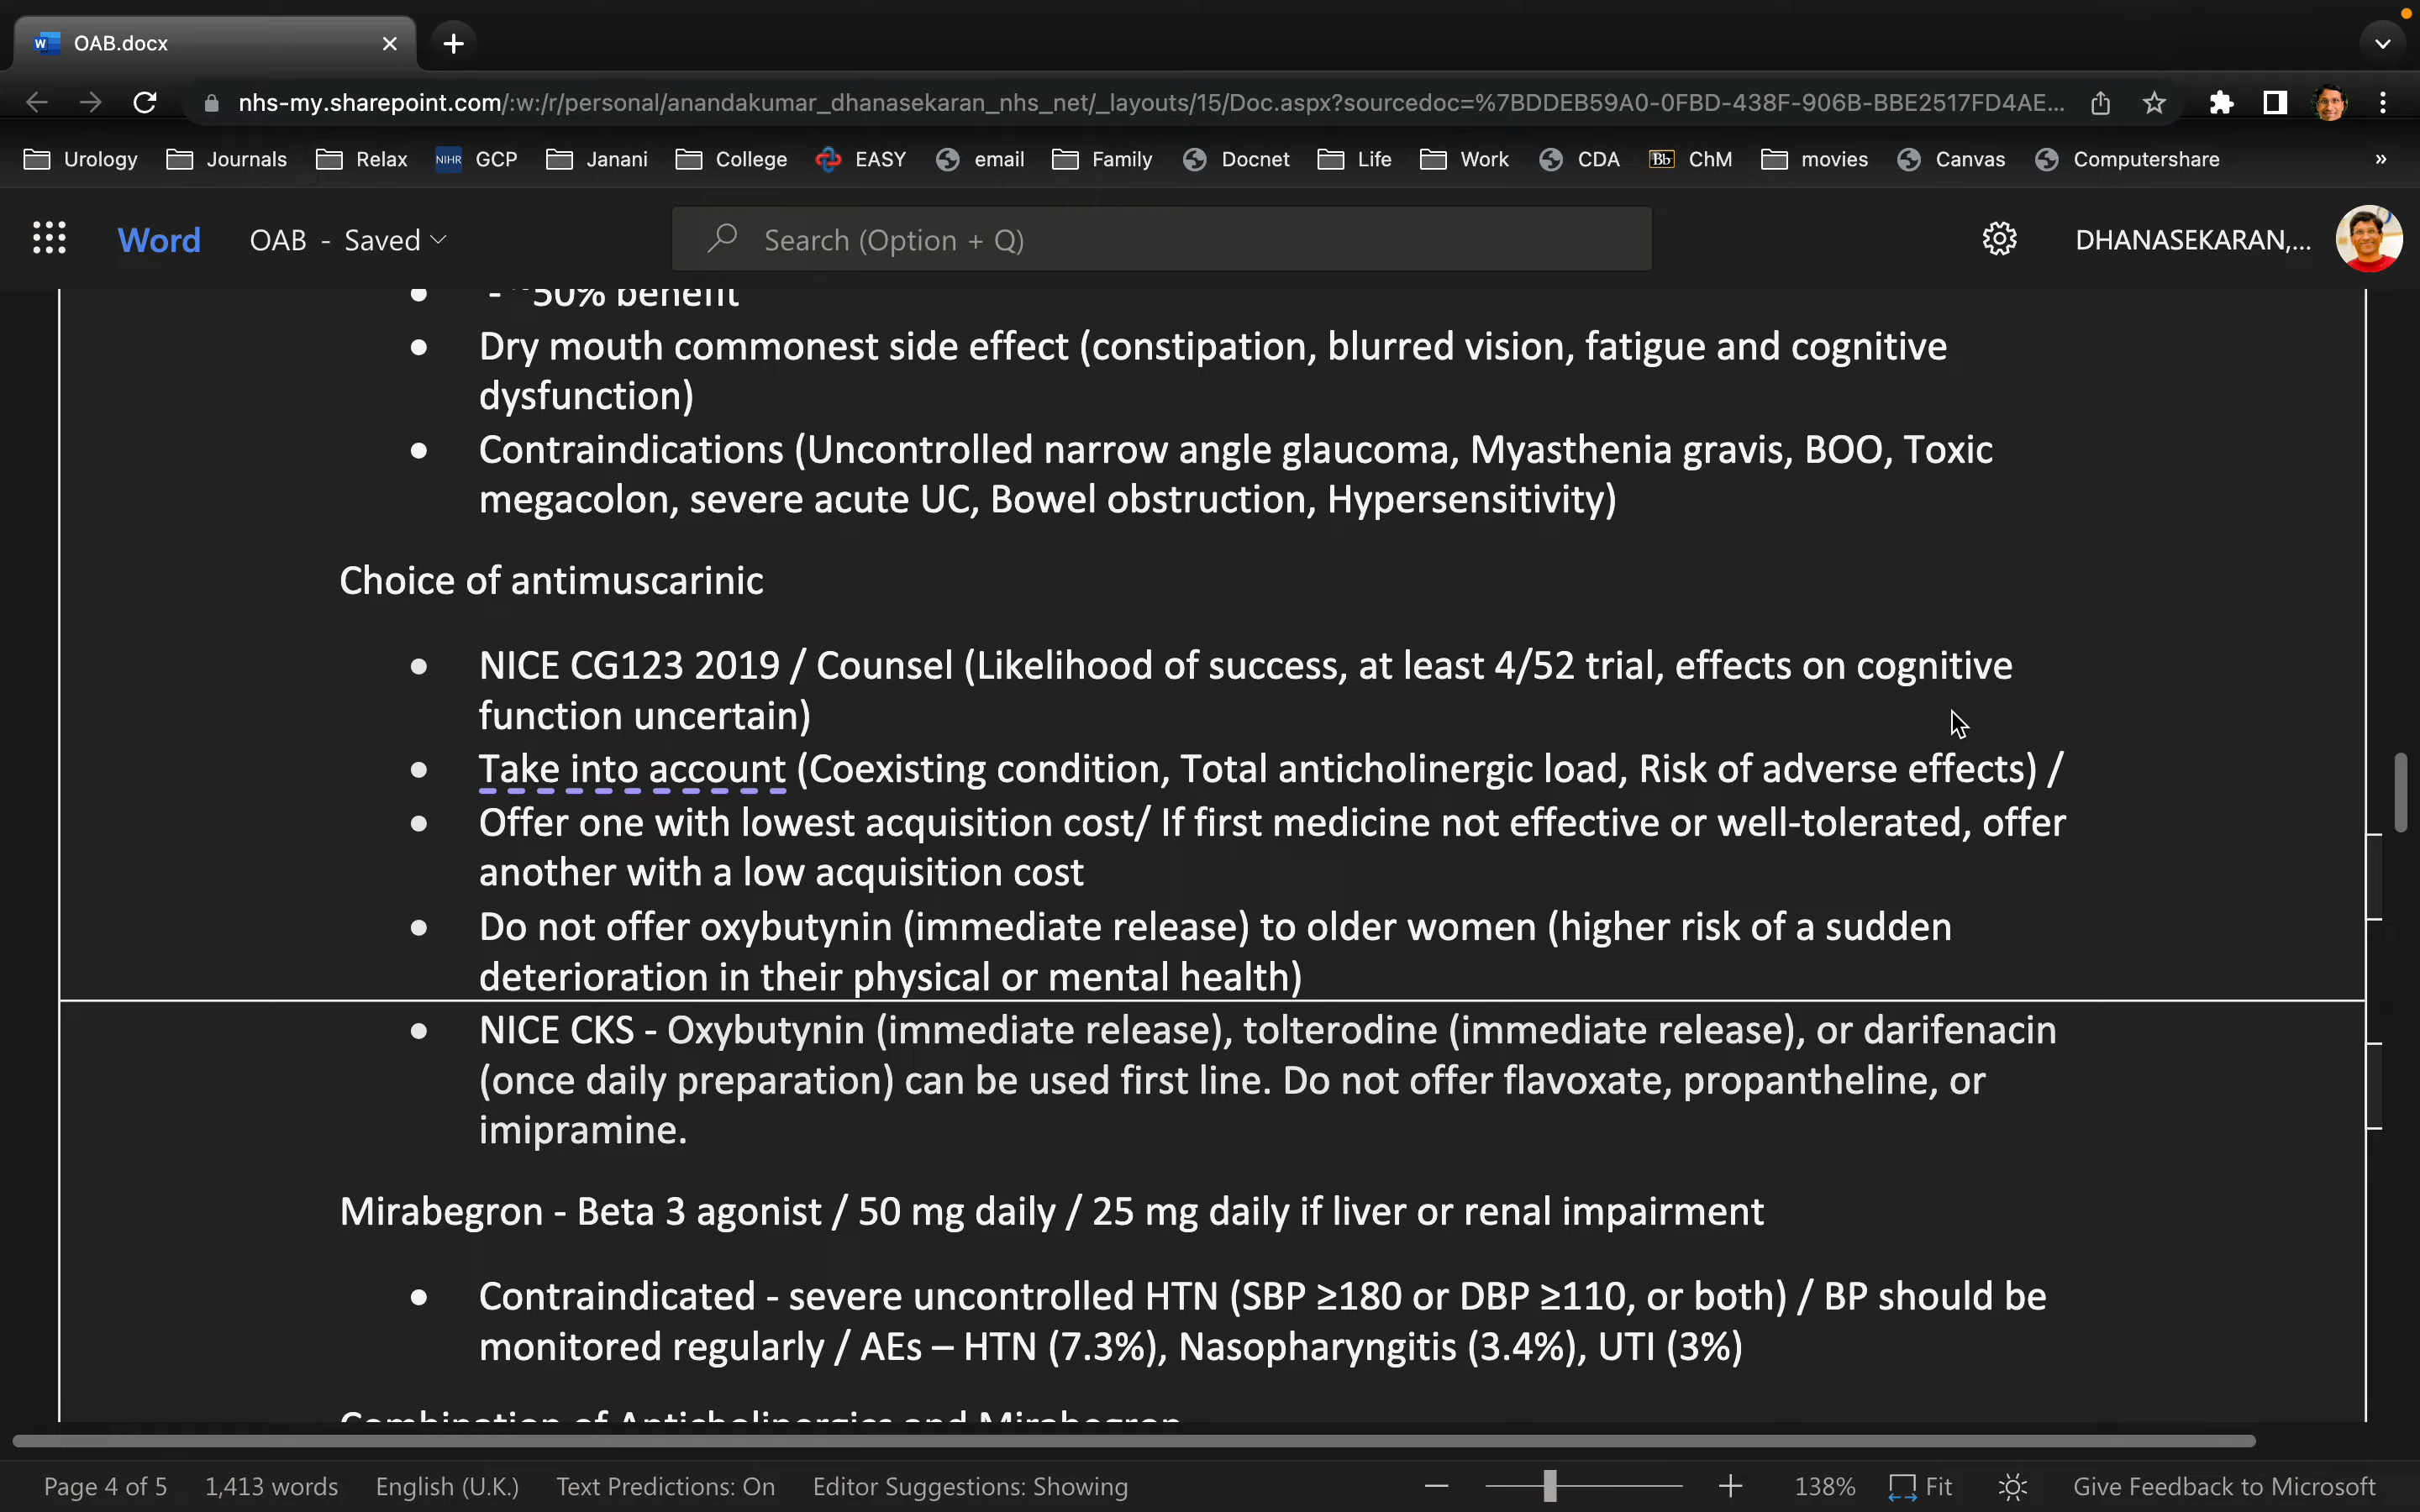 OAB.docx
nhs-my.sharepoint.com/:w:/r/personal/anandakumar_dhanasekaran_nhs_net/_layouts/15/Doc.aspx?sourcedoc=%7BDDEB59A0-0FBD-438F-906B-BBE2517FD4AE...
Urology Journals Relax NIHR GCP Janani College EASY email Family Docnet Life Work CDA Bb ChM movies Canvas Computershare »
Word OAB - Saved Search (Option + Q) DHANASEKARAN,...
- ~50% benefit
Dry mouth commonest side effect (constipation, blurred vision, fatigue and cognitive
dysfunction)
Contraindications (Uncontrolled narrow angle glaucoma, Myasthenia gravis, BOO, Toxic
megacolon, severe acute UC, Bowel obstruction, Hypersensitivity)
Choice of antimuscarinic
NICE CG123 2019 / Counsel (Likelihood of success, at least 4/52 trial, effects on cognitive
function uncertain)
Take into account (Coexisting condition, Total anticholinergic load, Risk of adverse effects) /
Offer one with lowest acquisition cost/ If first medicine not effective or well-tolerated, offer
another with a low acquisition cost
Do not offer oxybutynin (immediate release) to older women (higher risk of a sudden
deterioration in their physical or mental health)
NICE CKS - Oxybutynin (immediate release), tolterodine (immediate release), or darifenacin
(once daily preparation) can be used first line. Do not offer flavoxate, propantheline, or
imipramine.
Mirabegron - Beta 3 agonist / 50 mg daily / 25 mg daily if liver or renal impairment
Contraindicated - severe uncontrolled HTN (SBP ≥180 or DBP ≥110, or both) / BP should be
monitored regularly / AEs – HTN (7.3%), Nasopharyngitis (3.4%), UTI (3%)
Combination of Anticholinergics and Mirabegron
Page 4 of 5 1,413 words English (U.K.) Text Predictions: On Editor Suggestions: Showing 138% Fit Give Feedback to Microsoft